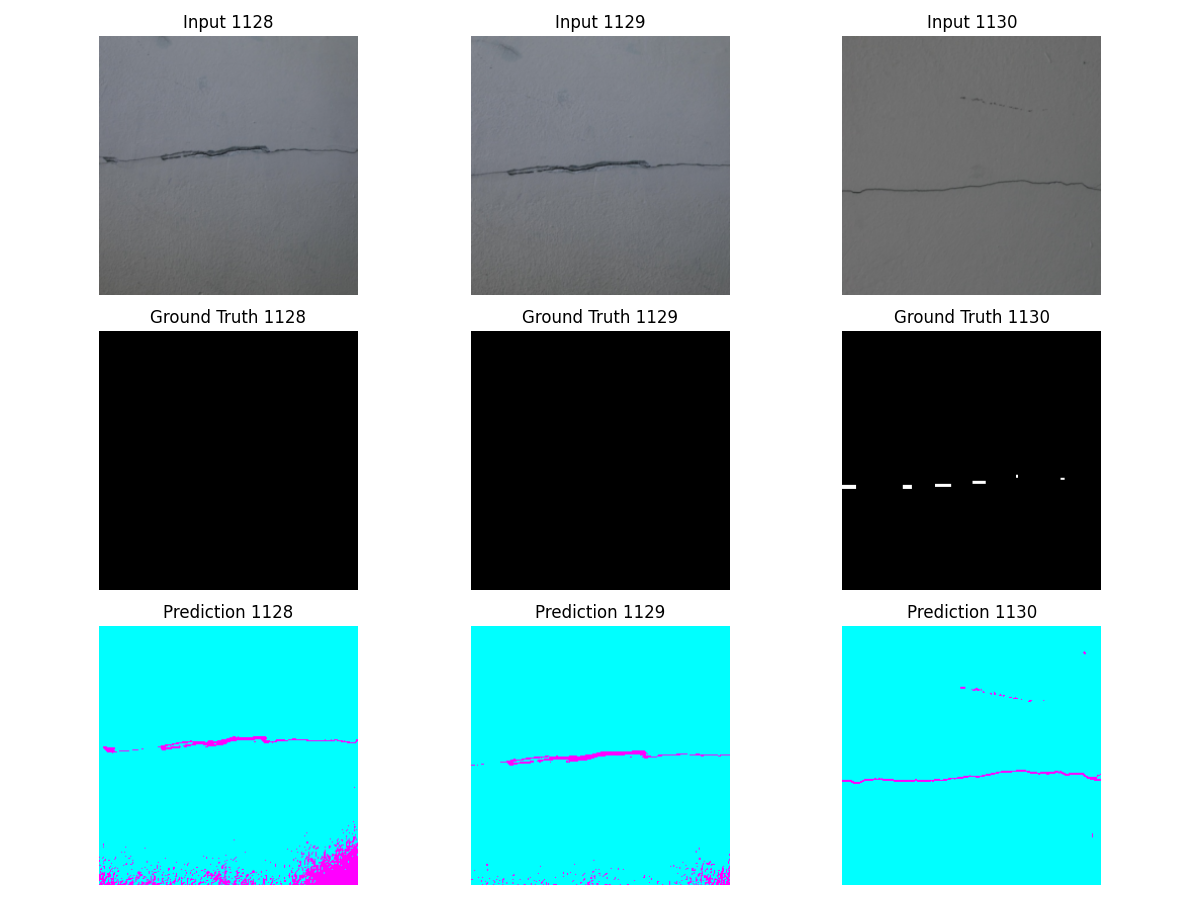 Input 1128
Input 1129
Input 1130
Ground Truth 1128
Ground Truth 1129
Ground Truth 1130
Prediction 1128
Prediction 1129
Prediction 1130